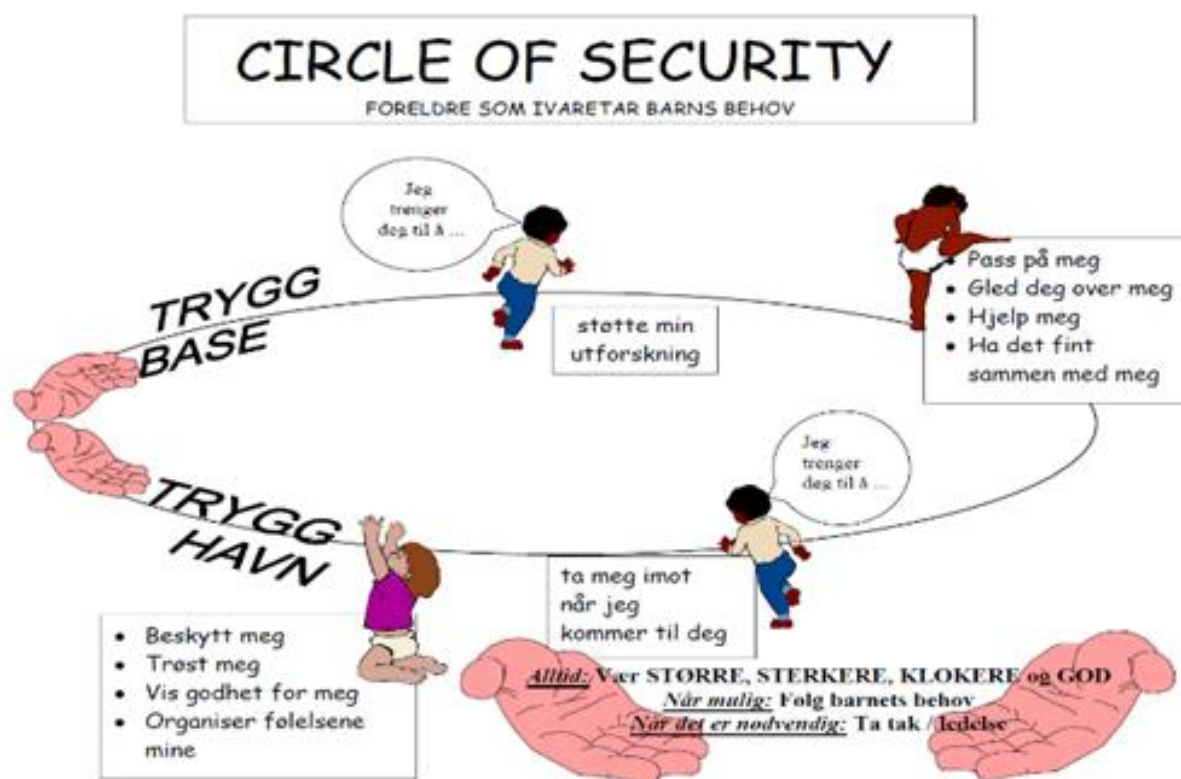 CIRCLE OF SECURITY
FORELDRE SOM IVARETAR BARNS BEHOV
Jeg
trenger
deg til å ...
TRYGG
BASE
støtte min
utforskning
• Pass på meg
• Gled deg over meg
• Hjelp meg
• Ha det fint
sammen med meg
Jeg
trenger
deg til å ...
TRYGG
HAVN
ta meg imot
når jeg
kommer til deg
• Beskytt meg
• Trøst meg
• Vis godhet for meg
• Organiser følelsene
mine
Alltid: Vær STØRRE, STERKERE, KLOKERE og GOD
Når mulig: Følg barnets behov
Når det er nødvendig: Ta tak / ledelse